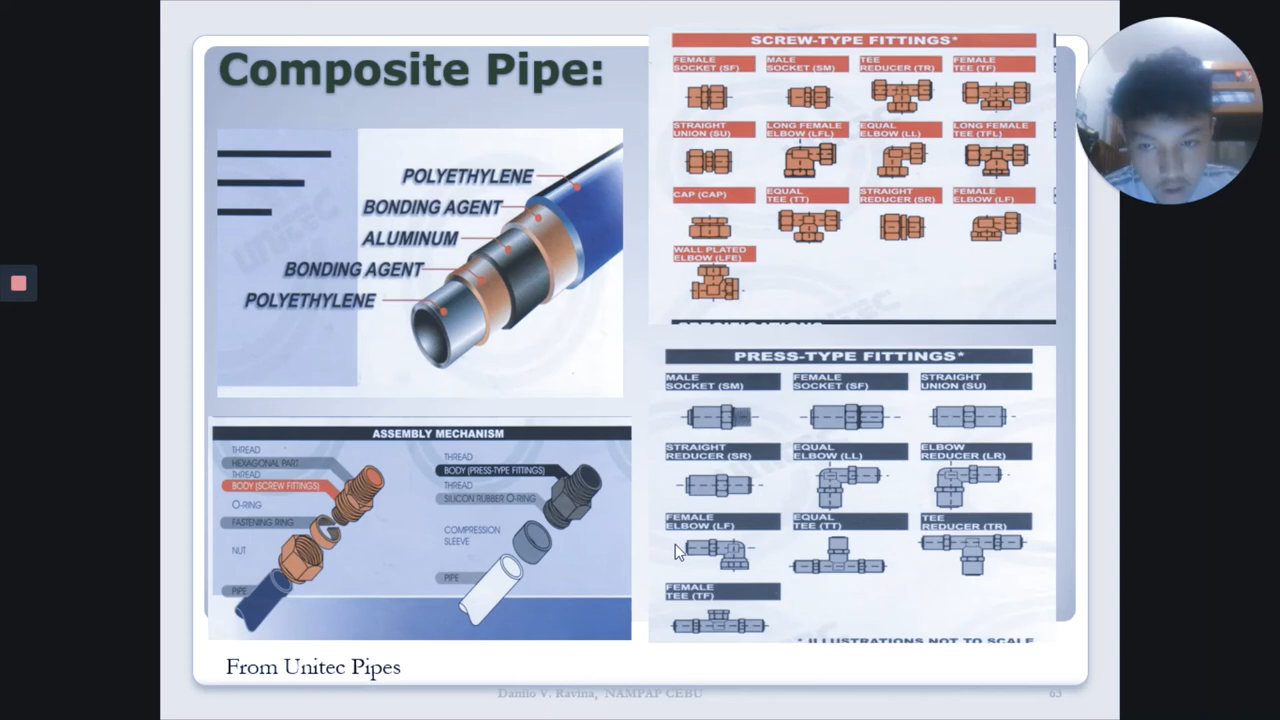 Composite Pipe:
POLYETHYLENE
BONDING AGENT
ALUMINUM
BONDING AGENT
POLYETHYLENE
ASSEMBLY MECHANISM
THREAD
HEXAGONAL PART
THREAD
BODY (SCREW FITTINGS)
O-RING
FASTENING RING
NUT
PIPE
THREAD
BODY (PRESS-TYPE FITTINGS)
THREAD
SILICON RUBBER O-RING
COMPRESSION
SLEEVE
PIPE
From Unitec Pipes
SCREW-TYPE FITTINGS*
FEMALE
SOCKET (SF)
MALE
SOCKET (SM)
TEE
REDUCER (TR)
FEMALE
TEE (TF)
STRAIGHT
UNION (SU)
LONG FEMALE
ELBOW (LFL)
EQUAL
ELBOW (LL)
LONG FEMALE
TEE (TFL)
CAP (CAP)
EQUAL
TEE (TT)
STRAIGHT
REDUCER (SR)
FEMALE
ELBOW (LF)
WALL PLATED
ELBOW (LFE)
PRESS-TYPE FITTINGS*
MALE
SOCKET (SM)
FEMALE
SOCKET (SF)
STRAIGHT
UNION (SU)
STRAIGHT
REDUCER (SR)
EQUAL
ELBOW (LL)
ELBOW
REDUCER (LR)
FEMALE
ELBOW (LF)
EQUAL
TEE (TT)
TEE
REDUCER (TR)
FEMALE
TEE (TF)
* ILLUSTRATIONS NOT TO SCALE
Danilo V. Ravina, NAMPAP CEBU
63